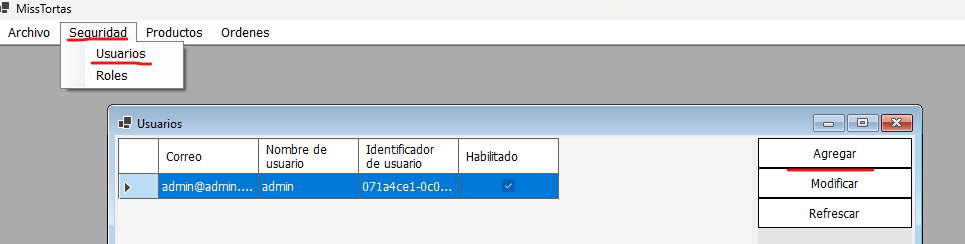 MissTortas
Archivo Seguridad Productos Ordenes
Usuarios
Roles
Usuarios
Correo Nombre de usuario Identificador de usuario Habilitado
admin@admin.... admin 071a4ce1-0c0...
Agregar
Modificar
Refrescar